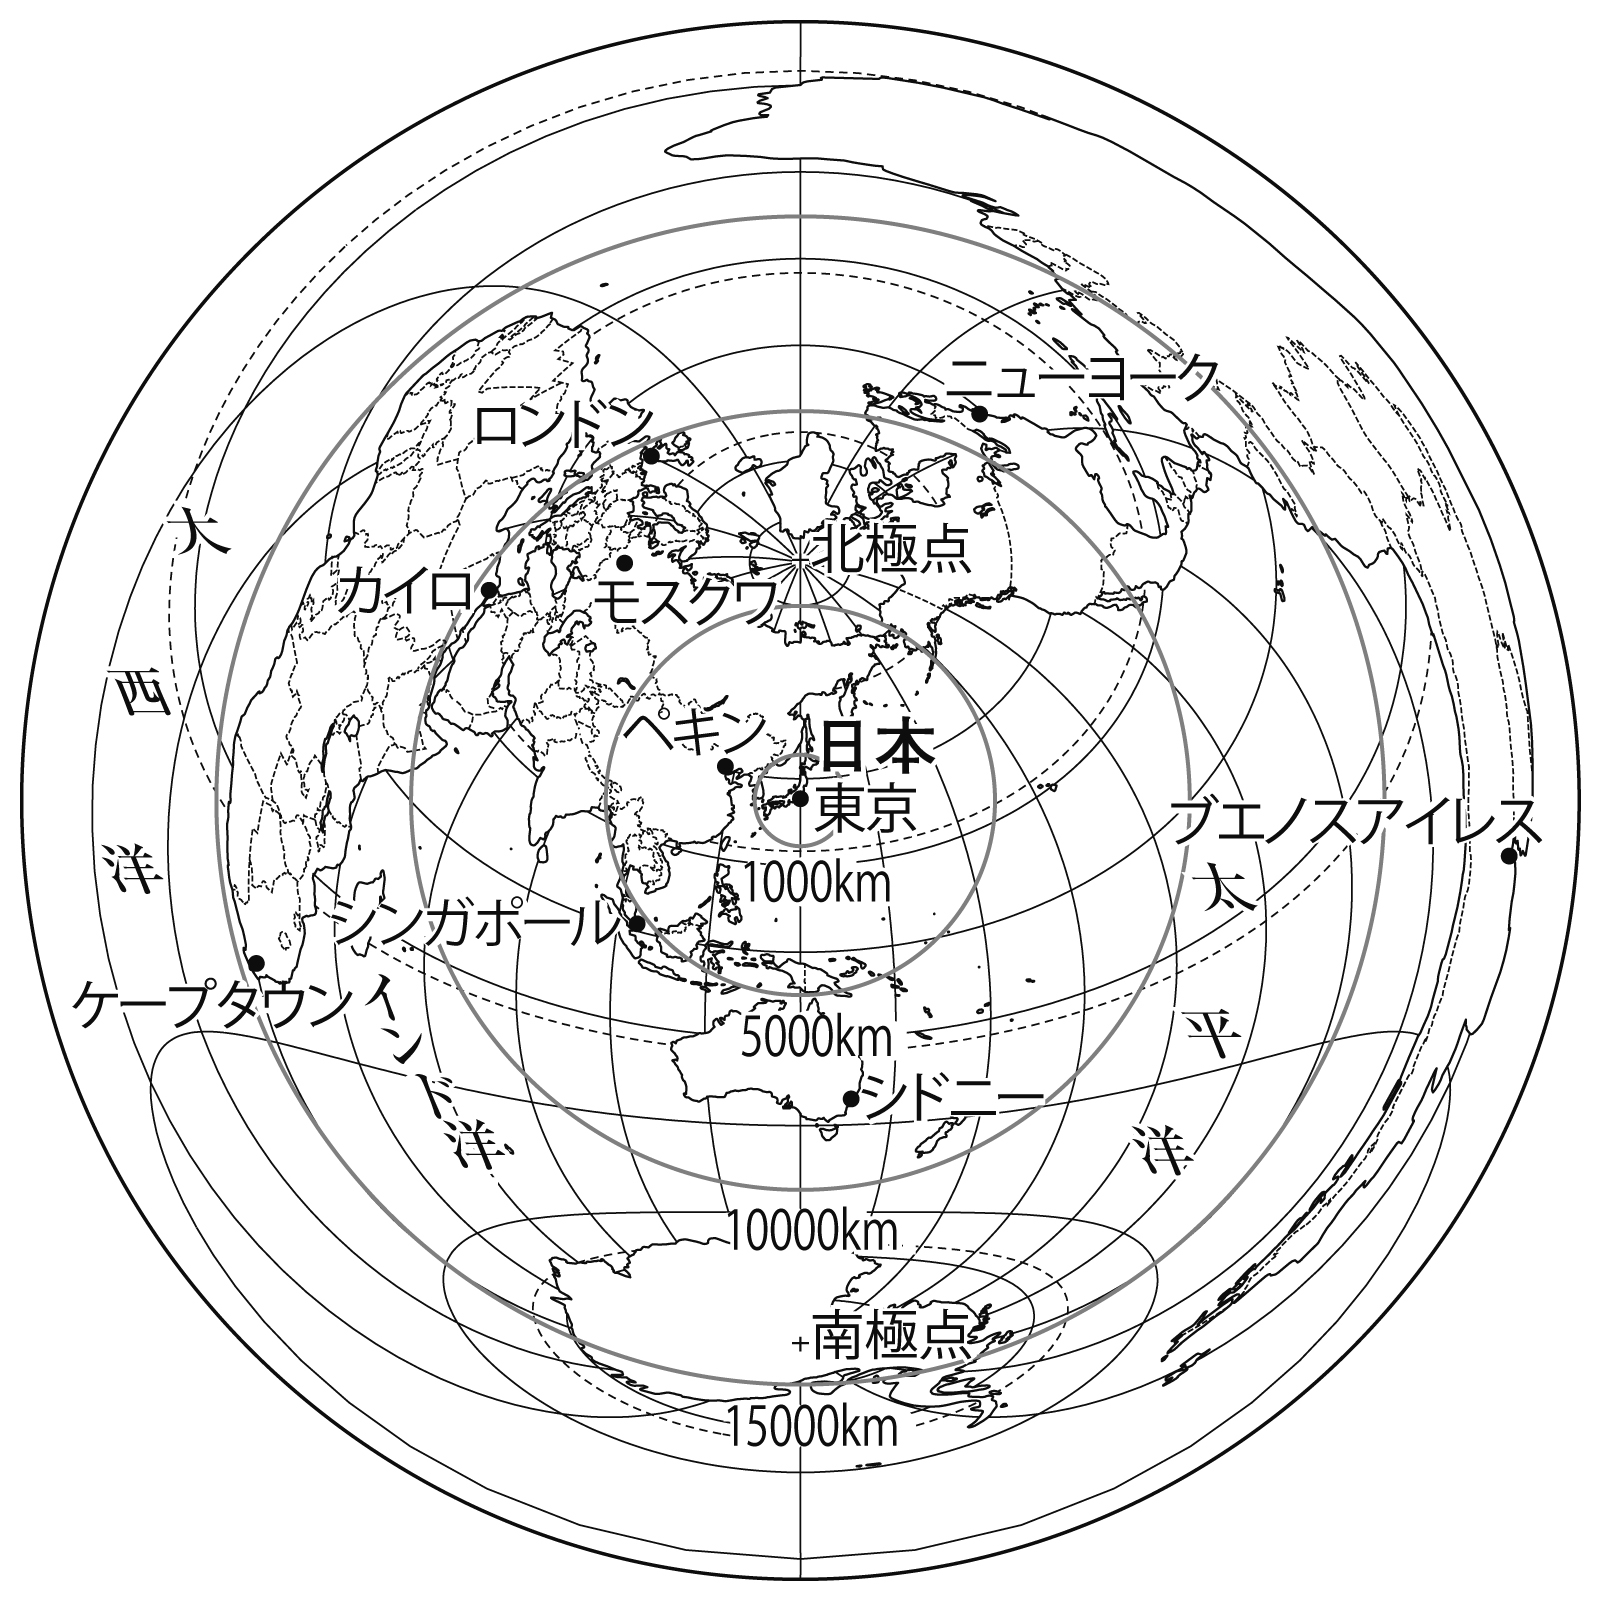 ニューヨーク
ロンドン
大西洋
北極点
カイロ
モスクワ
ペキン
日本
東京
ブエノスアイレス
1000km
太平洋
シンガポール
ケープタウン
インド洋
5000km
シドニー
10000km
南極点
15000km